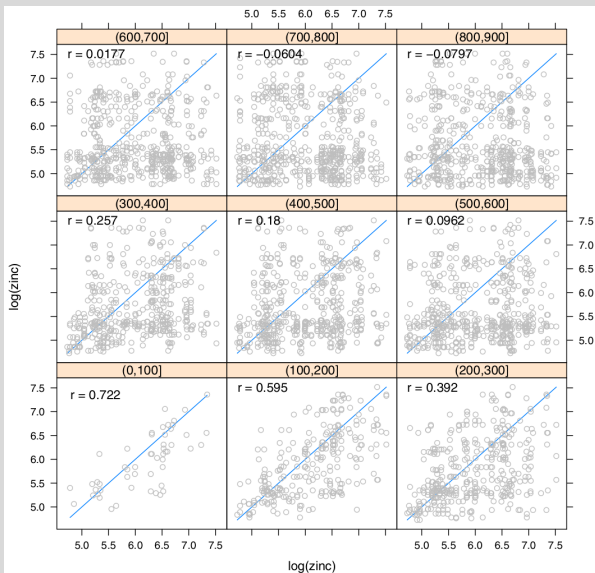 5.0 5.5 6.0 6.5 7.0 7.5
(600,700] (700,800] (800,900]
r = 0.0177 r = −0.0604 r = −0.0797
7.5
7.0
6.5
6.0
5.5
5.0
(300,400] (400,500] (500,600]
r = 0.257 r = 0.18 r = 0.0962
7.5
7.0
6.5
6.0
5.5
5.0
log(zinc)
(0,100] (100,200] (200,300]
r = 0.722 r = 0.595 r = 0.392
7.5
7.0
6.5
6.0
5.5
5.0
5.0 5.5 6.0 6.5 7.0 7.5 5.0 5.5 6.0 6.5 7.0 7.5
log(zinc)